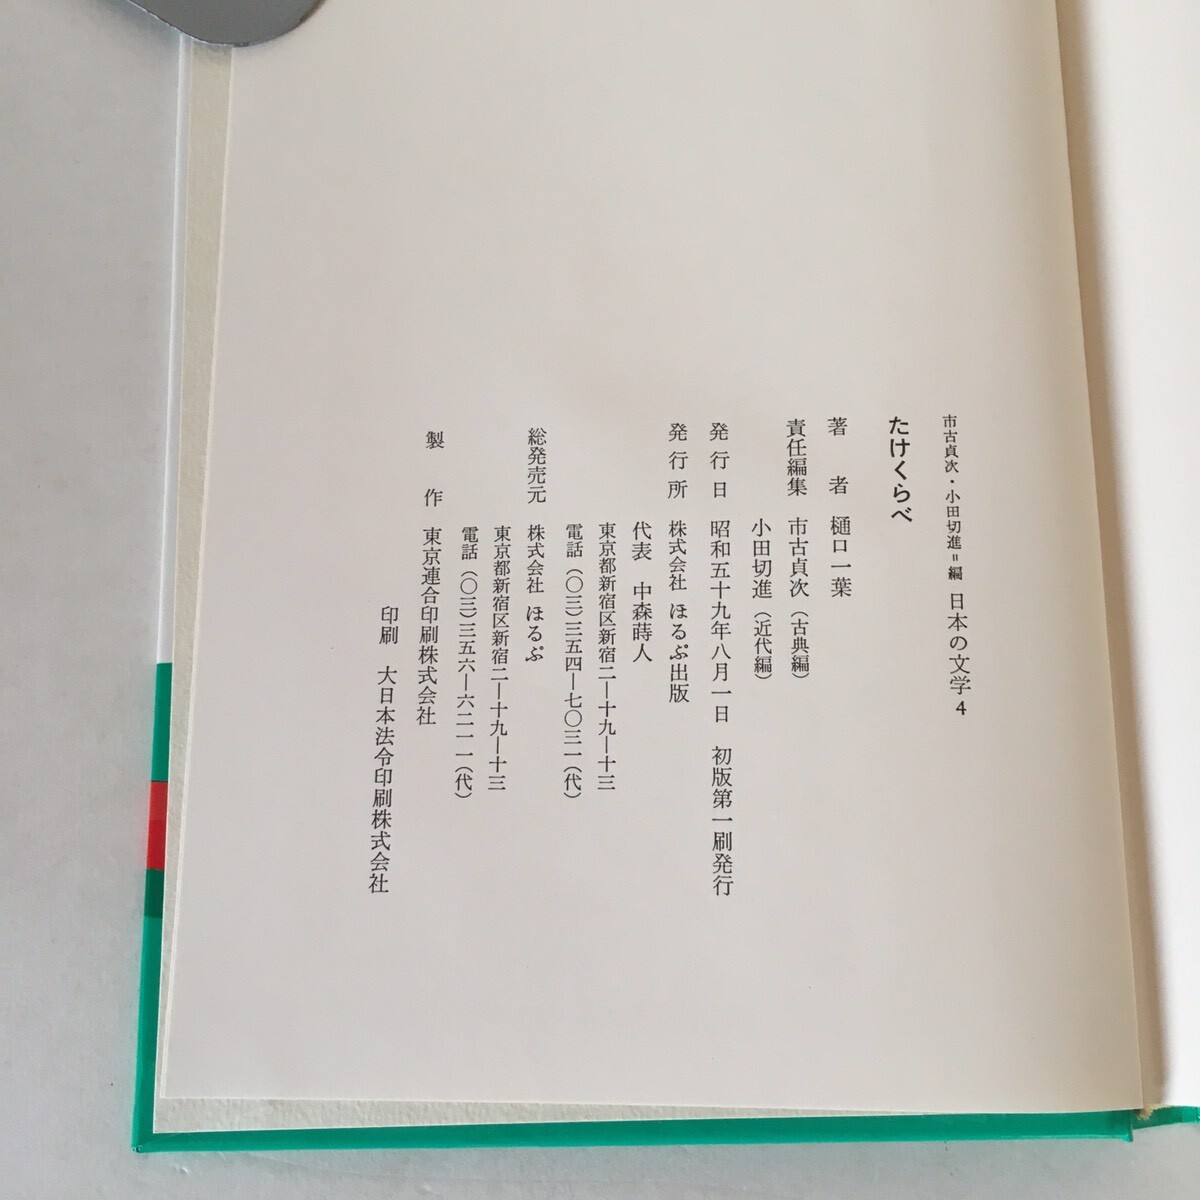 市古貞次・小田切進＝編 日本の文学4
たけくらべ
著者 樋口一葉
責任編集 市古貞次（古典編）
小田切進（近代編）
発行日 昭和五十九年八月一日 初版第一刷発行
発行所 株式会社 ほるぷ出版
代表 中森蒔人
東京都新宿区新宿二―十九―十三
電話（〇三）三五四―七〇三一（代）
総発売元 株式会社 ほるぷ
東京都新宿区新宿二―十九―十三
電話（〇三）三五六―六二一一（代）
製作 東京連合印刷株式会社
印刷 大日本法令印刷株式会社